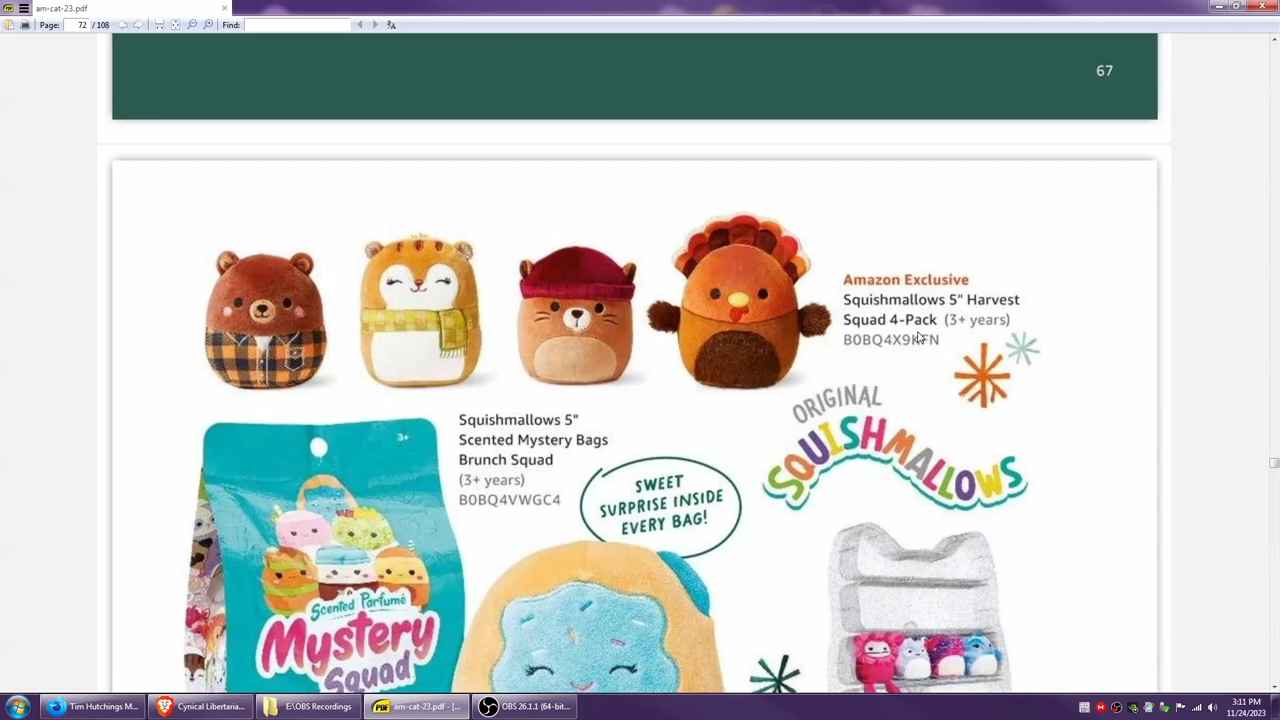 am-cat-23.pdf
Page: 72 / 108 Find:
67
Amazon Exclusive
Squishmallows 5" Harvest
Squad 4-Pack (3+ years)
Squishmallows 5"
Scented Mystery Bags
Brunch Squad
(3+ years)
B0BQ4VWGC4
SWEET
SURPRISE INSIDE
EVERY BAG!
ORIGINAL
SQUISHMALLOWS
3+
Scented Parfumé
Mystery
Squad
Tim Hutchings M...
Cynical Libertaria...
E:\OBS Recordings
am-cat-23.pdf - [...
OBS 26.1.1 (64-bit...
3:11 PM
11/24/2023